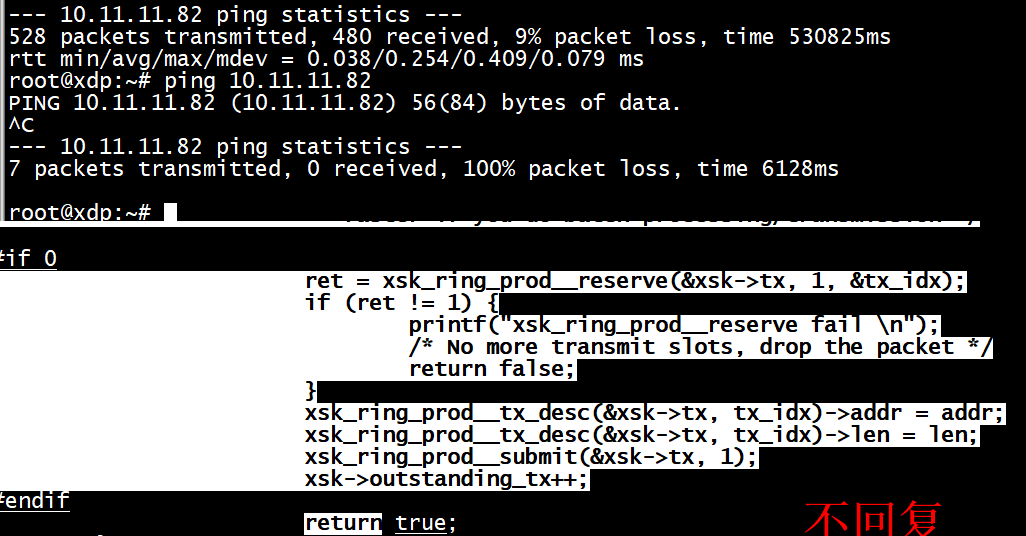 --- 10.11.11.82 ping statistics ---
528 packets transmitted, 480 received, 9% packet loss, time 530825ms
rtt min/avg/max/mdev = 0.038/0.254/0.409/0.079 ms
root@xdp:~# ping 10.11.11.82
PING 10.11.11.82 (10.11.11.82) 56(84) bytes of data.
^C
--- 10.11.11.82 ping statistics ---
7 packets transmitted, 0 received, 100% packet loss, time 6128ms
root@xdp:~#
#if 0
ret = xsk_ring_prod__reserve(&xsk->tx, 1, &tx_idx);
if (ret != 1) {
printf("xsk_ring_prod__reserve fail \n");
/* No more transmit slots, drop the packet */
return false;
}
xsk_ring_prod__tx_desc(&xsk->tx, tx_idx)->addr = addr;
xsk_ring_prod__tx_desc(&xsk->tx, tx_idx)->len = len;
xsk_ring_prod__submit(&xsk->tx, 1);
xsk->outstanding_tx++;
#endif
return true;
不回复